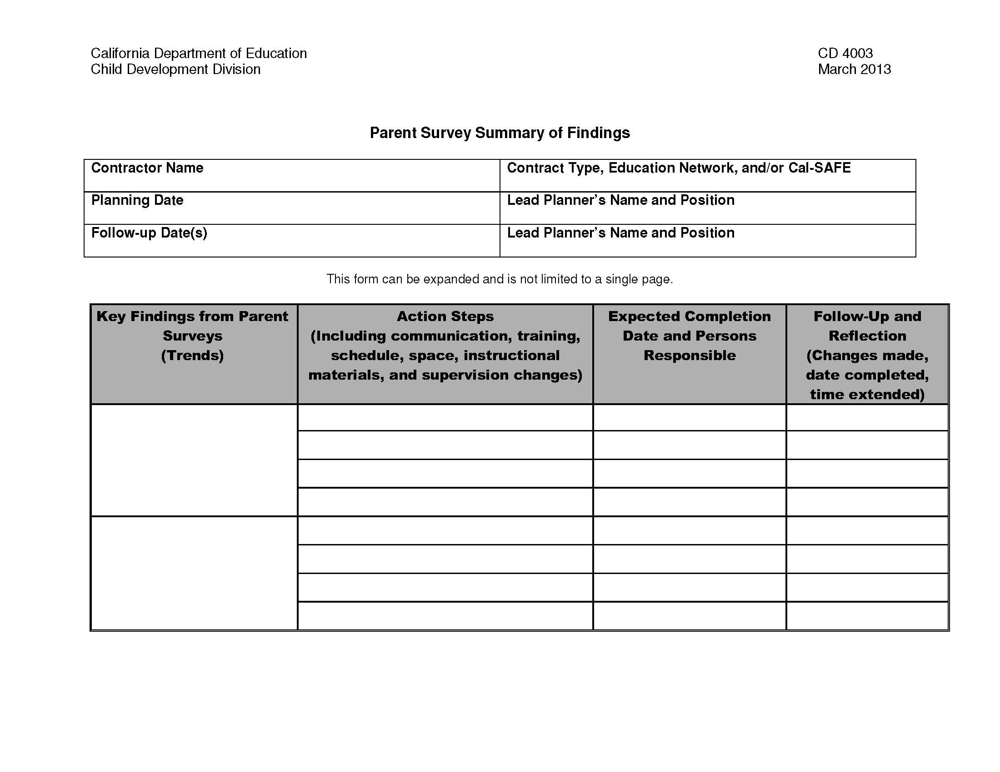 California Department of Education
CD 4003
Child Development Division
March 2013
Parent Survey Summary of Findings
Contractor Name
Contract Type, Education Network, and/or Cal-SAFE
Planning Date
Lead Planner’s Name and Position
Follow-up Date(s)
Lead Planner’s Name and Position
This form can be expanded and is not limited to a single page.
Key Findings from Parent
Surveys
(Trends)
Action Steps
(Including communication, training,
schedule, space, instructional
materials, and supervision changes)
Expected Completion
Date and Persons
Responsible
Follow-Up and
Reflection
(Changes made,
date completed,
time extended)